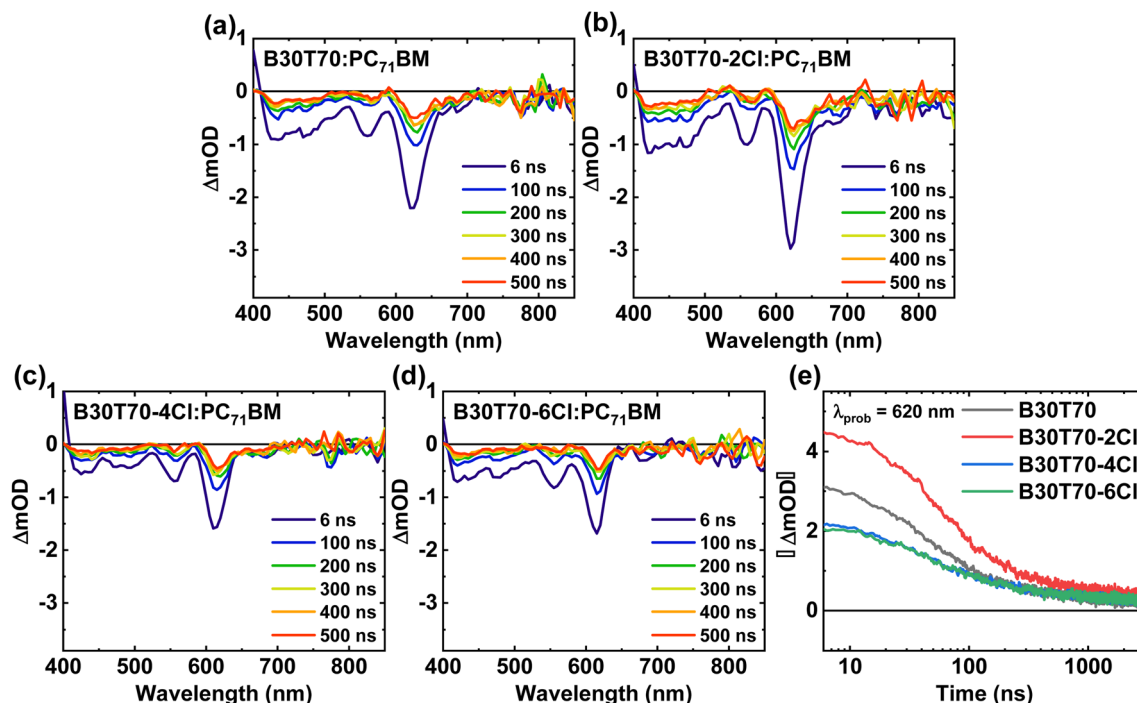 (a)
B30T70:PC71BM
1
0
-1
-2
-3
ΔmOD
6 ns
100 ns
200 ns
300 ns
400 ns
500 ns
400 500 600 700 800
Wavelength (nm)
(b)
B30T70-2Cl:PC71BM
1
0
-1
-2
-3
ΔmOD
6 ns
100 ns
200 ns
300 ns
400 ns
500 ns
400 500 600 700 800
Wavelength (nm)
(c)
B30T70-4Cl:PC71BM
1
0
-1
-2
-3
ΔmOD
6 ns
100 ns
200 ns
300 ns
400 ns
500 ns
400 500 600 700 800
Wavelength (nm)
(d)
B30T70-6Cl:PC71BM
1
0
-1
-2
-3
ΔmOD
6 ns
100 ns
200 ns
300 ns
400 ns
500 ns
400 500 600 700 800
Wavelength (nm)
(e)
λprob = 620 nm
B30T70
B30T70-2Cl
B30T70-4Cl
B30T70-6Cl
4
2
0
▯ΔmOD▯
10 100 1000
Time (ns)